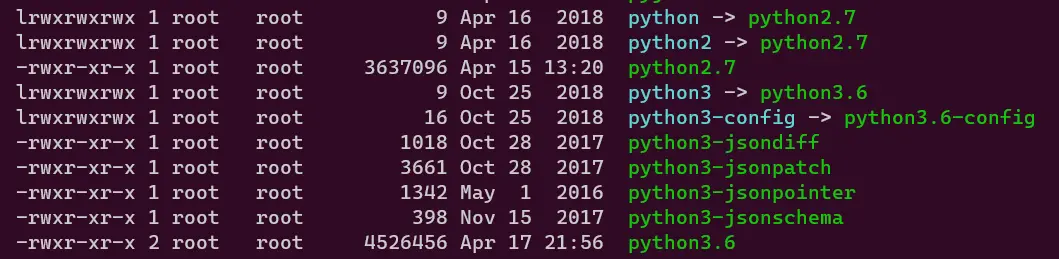 lrwxrwxrwx 1 root   root         9 Apr 16  2018  python -> python2.7
lrwxrwxrwx 1 root   root         9 Apr 16  2018  python2 -> python2.7
-rwxr-xr-x 1 root   root   3637096 Apr 15 13:20  python2.7
lrwxrwxrwx 1 root   root         9 Oct 25  2018  python3 -> python3.6
lrwxrwxrwx 1 root   root        16 Oct 25  2018  python3-config -> python3.6-config
-rwxr-xr-x 1 root   root      1018 Oct 28  2017  python3-jsondiff
-rwxr-xr-x 1 root   root      3661 Oct 28  2017  python3-jsonpatch
-rwxr-xr-x 1 root   root      1342 May  1  2016  python3-jsonpointer
-rwxr-xr-x 1 root   root       398 Nov 15  2017  python3-jsonschema
-rwxr-xr-x 2 root   root   4526456 Apr 17 21:56  python3.6